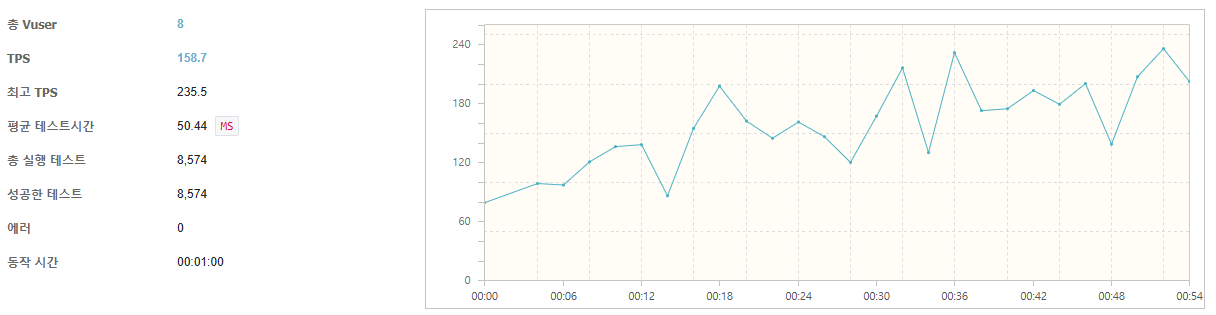 총 Vuser 8
TPS 158.7
최고 TPS 235.5
평균 테스트시간 50.44 MS
총 실행 테스트 8,574
성공한 테스트 8,574
에러 0
동작 시간 00:01:00
240
180
120
60
0
00:00 00:06 00:12 00:18 00:24 00:30 00:36 00:42 00:48 00:54